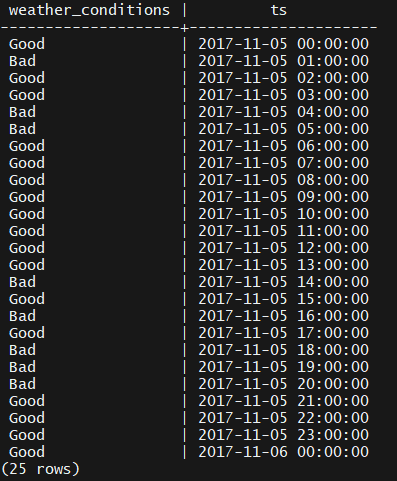 weather_conditions | ts
-------------------+---------------------
Good | 2017-11-05 00:00:00
Bad | 2017-11-05 01:00:00
Good | 2017-11-05 02:00:00
Good | 2017-11-05 03:00:00
Bad | 2017-11-05 04:00:00
Bad | 2017-11-05 05:00:00
Good | 2017-11-05 06:00:00
Good | 2017-11-05 07:00:00
Good | 2017-11-05 08:00:00
Good | 2017-11-05 09:00:00
Good | 2017-11-05 10:00:00
Good | 2017-11-05 11:00:00
Good | 2017-11-05 12:00:00
Good | 2017-11-05 13:00:00
Bad | 2017-11-05 14:00:00
Good | 2017-11-05 15:00:00
Bad | 2017-11-05 16:00:00
Good | 2017-11-05 17:00:00
Bad | 2017-11-05 18:00:00
Bad | 2017-11-05 19:00:00
Bad | 2017-11-05 20:00:00
Good | 2017-11-05 21:00:00
Good | 2017-11-05 22:00:00
Good | 2017-11-05 23:00:00
Good | 2017-11-06 00:00:00
(25 rows)